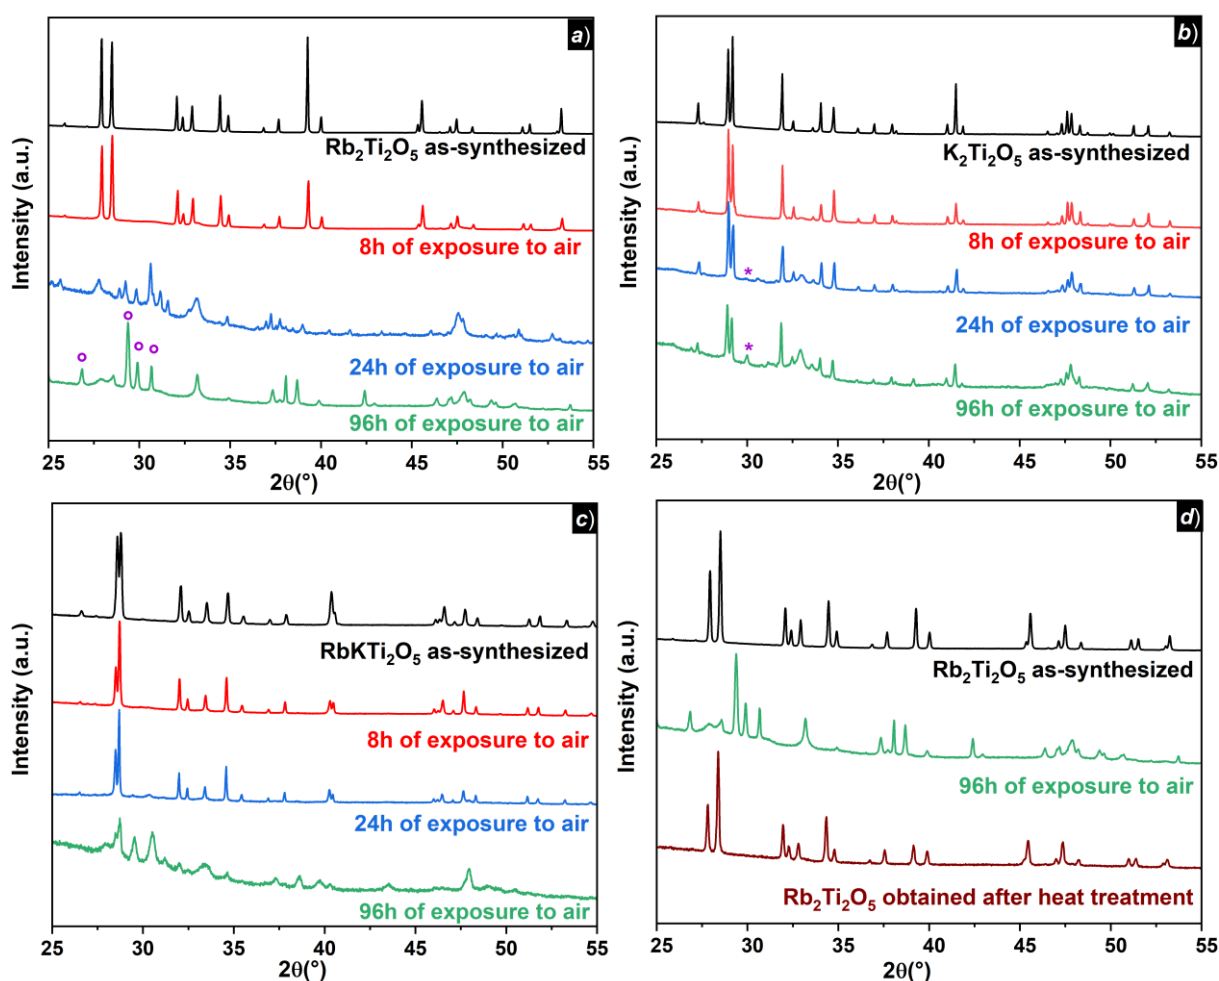 a)
Intensity (a.u.)
Rb₂Ti₂O₅ as-synthesized
8h of exposure to air
24h of exposure to air
96h of exposure to air
25 30 35 40 45 50 55
2θ(°)
b)
Intensity (a.u.)
K₂Ti₂O₅ as-synthesized
8h of exposure to air
*
24h of exposure to air
*
96h of exposure to air
25 30 35 40 45 50 55
2θ(°)
c)
Intensity (a.u.)
RbKTi₂O₅ as-synthesized
8h of exposure to air
24h of exposure to air
96h of exposure to air
25 30 35 40 45 50 55
2θ(°)
d)
Intensity (a.u.)
Rb₂Ti₂O₅ as-synthesized
96h of exposure to air
Rb₂Ti₂O₅ obtained after heat treatment
25 30 35 40 45 50 55
2θ(°)